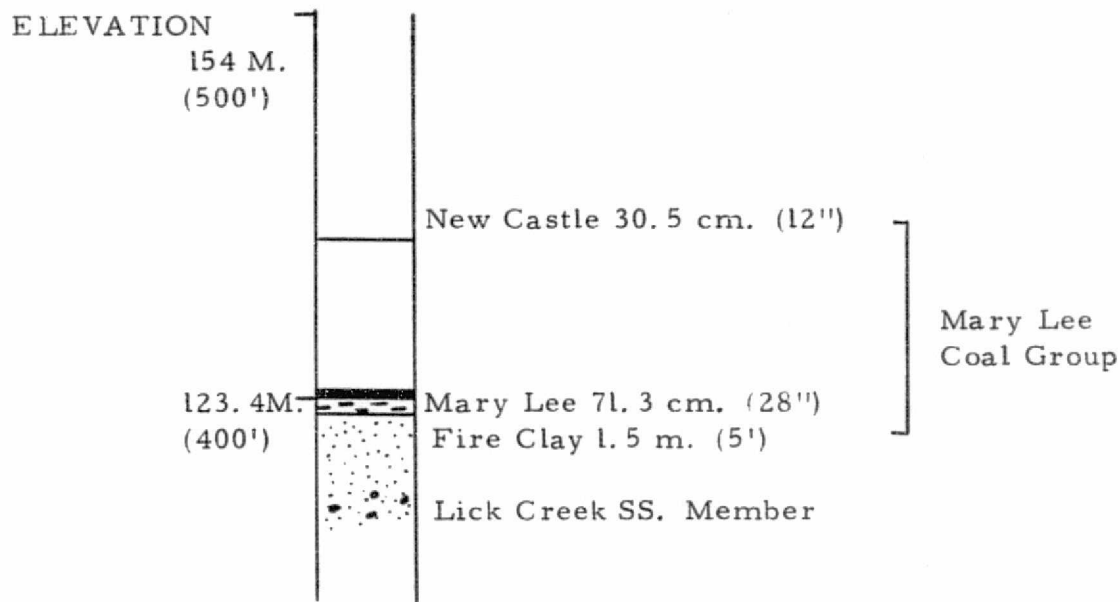 ELEVATION
154 M.
(500')
New Castle 30.5 cm. (12")
Mary Lee
Coal Group
123.4M.
(400')
Mary Lee 71.3 cm. (28")
Fire Clay 1.5 m. (5')
Lick Creek SS. Member